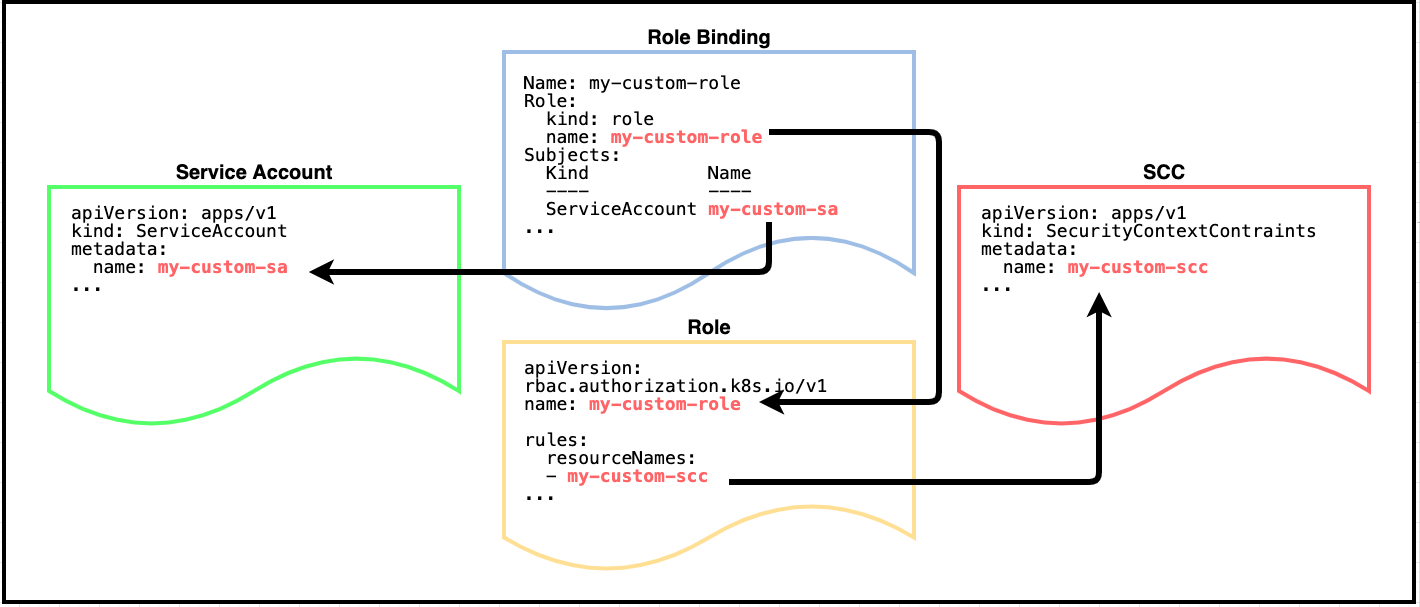 Role Binding
Name: my-custom-role
Role:
  kind: role
  name: my-custom-role
Subjects:
  Kind           Name
  ----           ----
  ServiceAccount my-custom-sa
...
Service Account
apiVersion: apps/v1
kind: ServiceAccount
metadata:
  name: my-custom-sa
...
SCC
apiVersion: apps/v1
kind: SecurityContextContraints
metadata:
  name: my-custom-scc
...
Role
apiVersion:
rbac.authorization.k8s.io/v1
name: my-custom-role
rules:
  resourceNames:
  - my-custom-scc
...